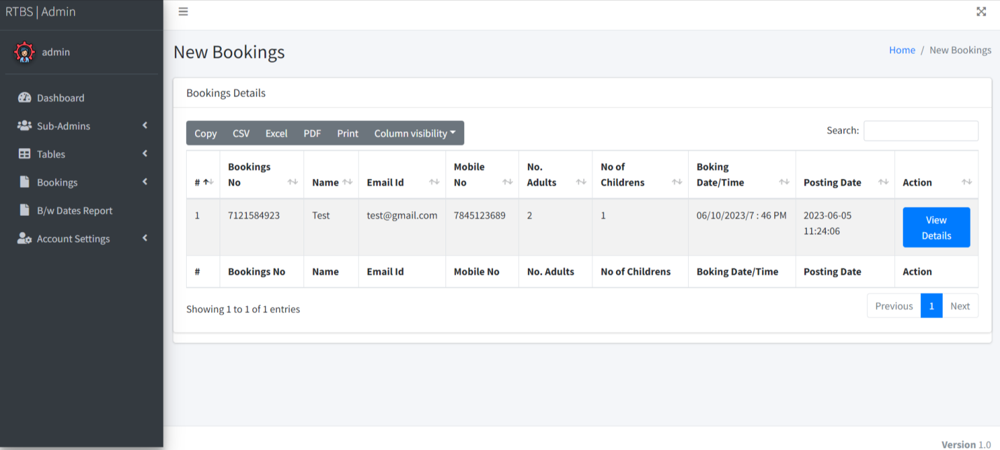 RTBS | Admin
admin
Dashboard
Sub-Admins
Tables
Bookings
B/w Dates Report
Account Settings
New Bookings
Home / New Bookings
Bookings Details
Copy CSV Excel PDF Print Column visibility
Search:
# Bookings No Name Email Id Mobile No No. Adults No of Childrens Boking Date/Time Posting Date Action
1 7121584923 Test test@gmail.com 7845123689 2 1 06/10/2023/7 : 46 PM 2023-06-05 11:24:06 View Details
# Bookings No Name Email Id Mobile No No. Adults No of Childrens Boking Date/Time Posting Date Action
Showing 1 to 1 of 1 entries
Previous 1 Next
Version 1.0